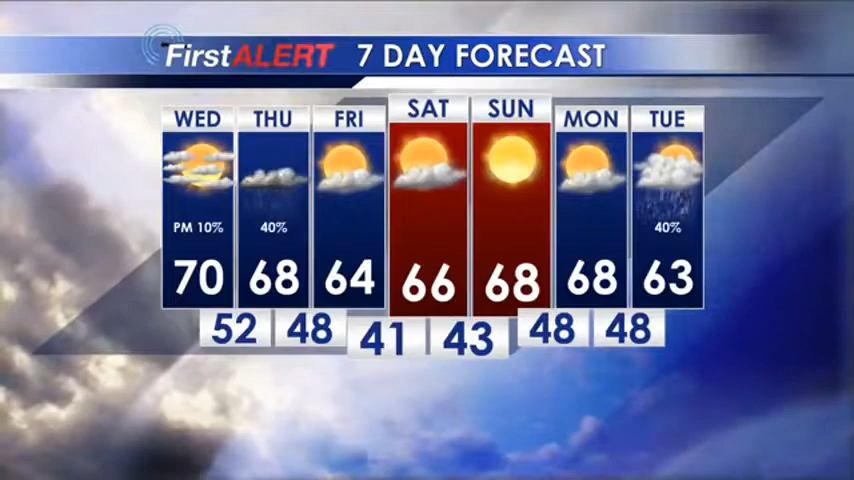 FirstALERT 7 DAY FORECAST
WED THU FRI SAT SUN MON TUE
PM 10% 40% 40%
70 68 64 66 68 68 63
52 48 41 43 48 48